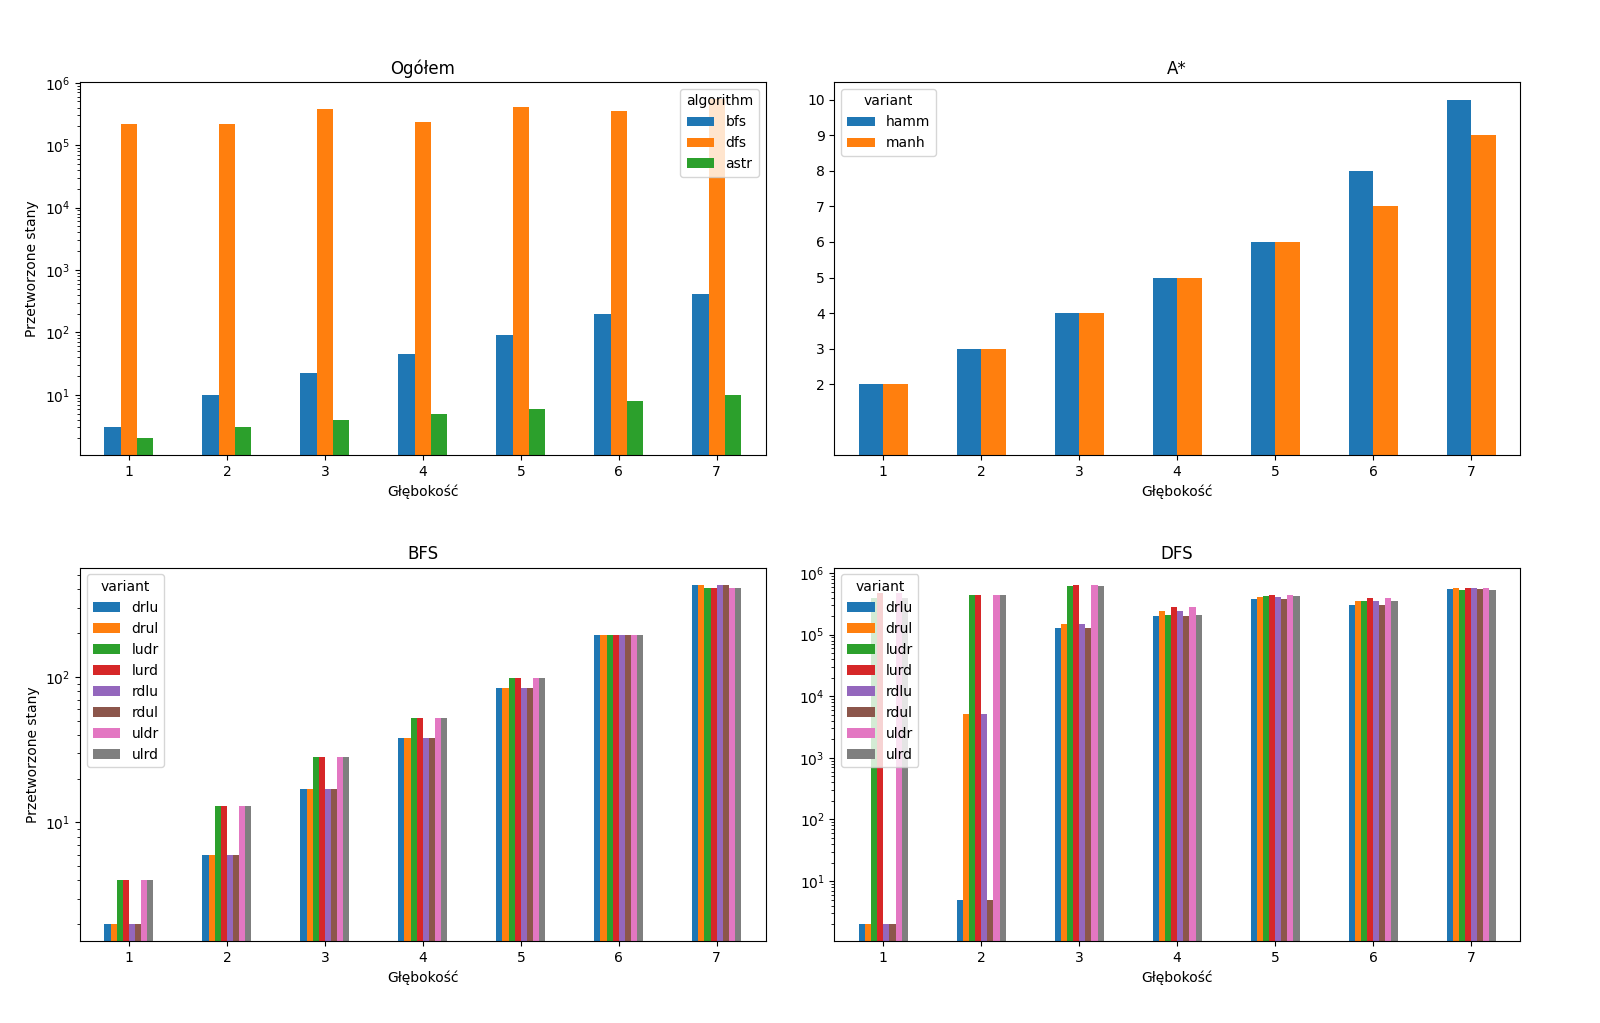 Ogółem
Przetworzone stany
10^6
10^5
10^4
10^3
10^2
10^1
algorithm
bfs
dfs
astr
1 2 3 4 5 6 7
Głębokość
A*
10
9
8
7
6
5
4
3
2
variant
hamm
manh
1 2 3 4 5 6 7
Głębokość
BFS
Przetworzone stany
10^2
10^1
variant
drlu
drul
ludr
lurd
rdlu
rdul
uldr
ulrd
1 2 3 4 5 6 7
Głębokość
DFS
10^6
10^5
10^4
10^3
10^2
10^1
variant
drlu
drul
ludr
lurd
rdlu
rdul
uldr
ulrd
1 2 3 4 5 6 7
Głębokość